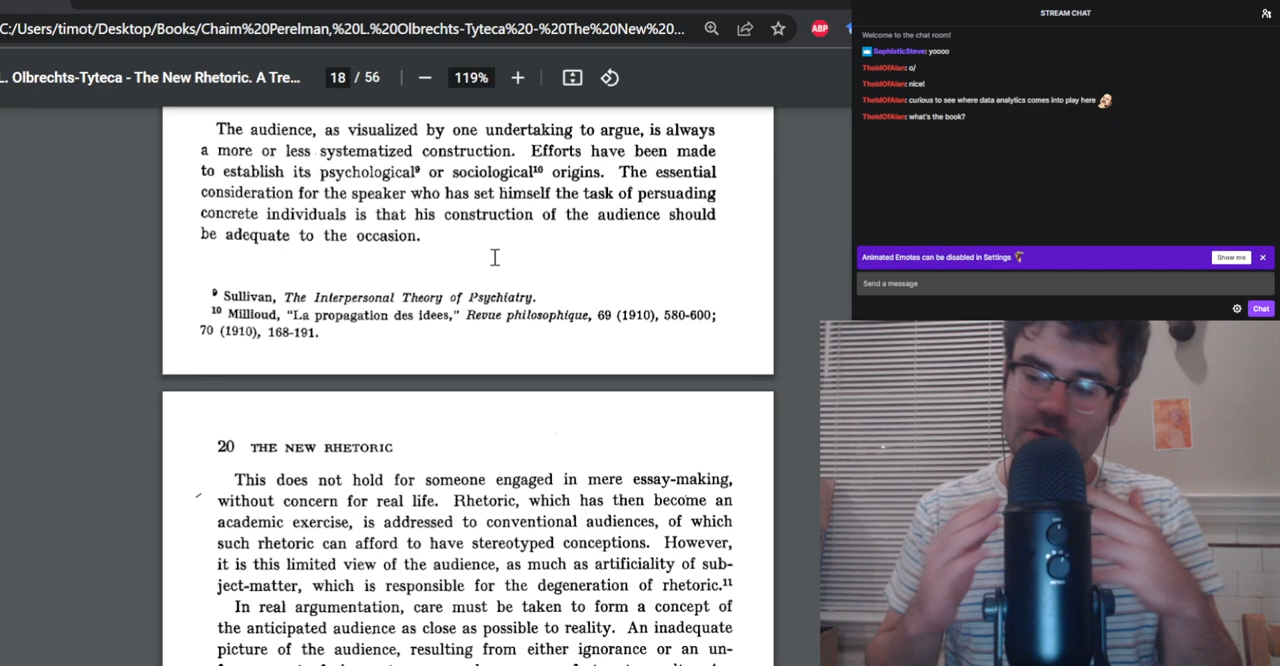 C:/Users/timot/Desktop/Books/Chaim%20Perelman,%20L.%20Olbrechts-Tyteca%20-%20The%20New%20...
ABP
L. Olbrechts-Tyteca - The New Rhetoric. A Tre...
18 / 56
119%
The audience, as visualized by one undertaking to argue, is always
a more or less systematized construction. Efforts have been made
to establish its psychological⁹ or sociological¹⁰ origins. The essential
consideration for the speaker who has set himself the task of persuading
concrete individuals is that his construction of the audience should
be adequate to the occasion.
⁹ Sullivan, The Interpersonal Theory of Psychiatry.
¹⁰ Millioud, "La propagation des idees," Revue philosophique, 69 (1910), 580-600;
70 (1910), 168-191.
20 THE NEW RHETORIC
This does not hold for someone engaged in mere essay-making,
without concern for real life. Rhetoric, which has then become an
academic exercise, is addressed to conventional audiences, of which
such rhetoric can afford to have stereotyped conceptions. However,
it is this limited view of the audience, as much as artificiality of sub-
ject-matter, which is responsible for the degeneration of rhetoric.¹¹
In real argumentation, care must be taken to form a concept of
the anticipated audience as close as possible to reality. An inadequate
picture of the audience, resulting from either ignorance or an un-
STREAM CHAT
Welcome to the chat room!
SophisticSteve: yoooo
TheIdOfAlan: o/
TheIdOfAlan: nice!
TheIdOfAlan: curious to see where data analytics comes into play here
TheIdOfAlan: what's the book?
Animated Emotes can be disabled in Settings
Show me
Send a message
Chat